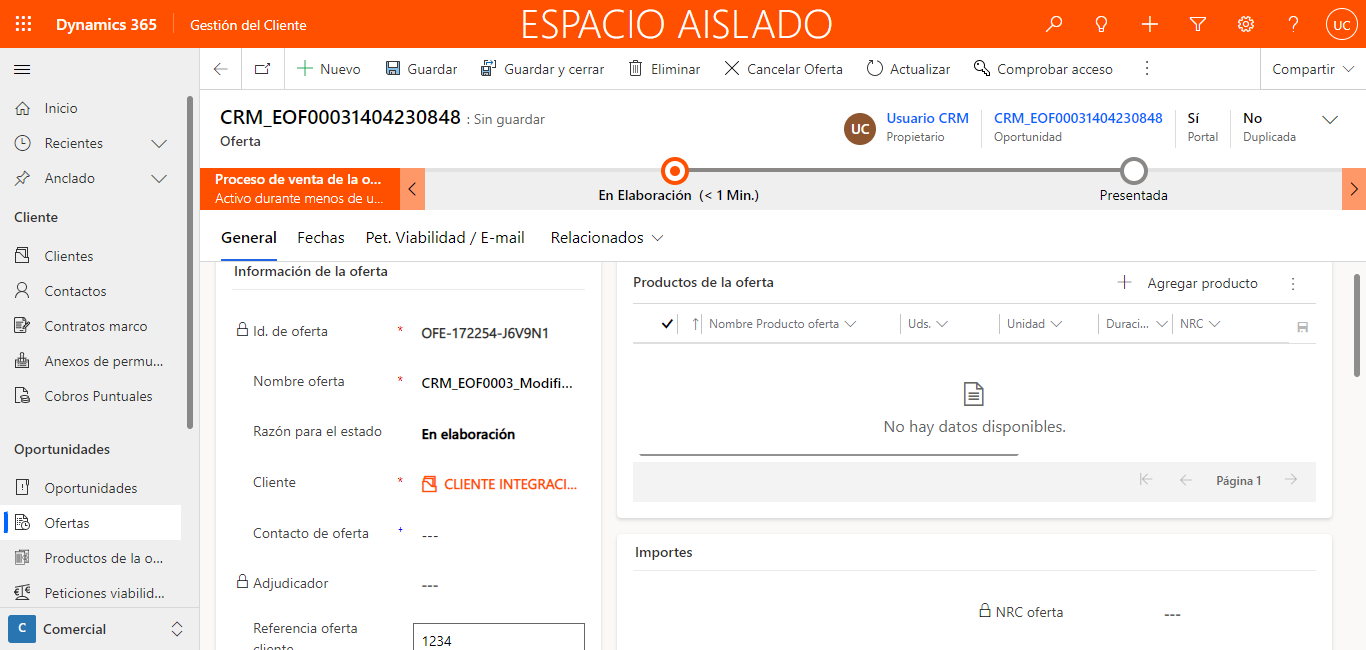 Dynamics 365
Gestión del Cliente
ESPACIO AISLADO
UC
Nuevo
Guardar
Guardar y cerrar
Eliminar
Cancelar Oferta
Actualizar
Comprobar acceso
Compartir
Inicio
Recientes
Anclado
Cliente
Clientes
Contactos
Contratos marco
Anexos de permu...
Cobros Puntuales
Oportunidades
Oportunidades
Ofertas
Productos de la o...
Peticiones viabilid...
C
Comercial
CRM_EOF00031404230848 : Sin guardar
Oferta
UC
Usuario CRM
Propietario
CRM_EOF00031404230848
Oportunidad
Sí
Portal
No
Duplicada
Proceso de venta de la o...
Activo durante menos de u...
En Elaboración (< 1 Min.)
Presentada
General
Fechas
Pet. Viabilidad / E-mail
Relacionados
Información de la oferta
Id. de oferta
*
OFE-172254-J6V9N1
Nombre oferta
*
CRM_EOF0003_Modifi...
Razón para el estado
En elaboración
Cliente
*
CLIENTE INTEGRACI...
Contacto de oferta
+
---
Adjudicador
---
Referencia oferta
cliente
1234
Productos de la oferta
Agregar producto
Nombre Producto oferta
Uds.
Unidad
Duraci...
NRC
No hay datos disponibles.
Página 1
Importes
NRC oferta
---